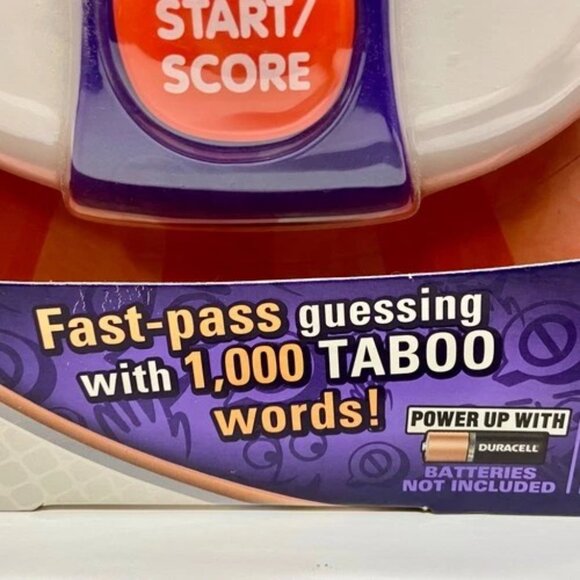 START/
SCORE
Fast-pass guessing
with 1,000 TABOO
words!
POWER UP WITH
DURACELL
BATTERIES
NOT INCLUDED